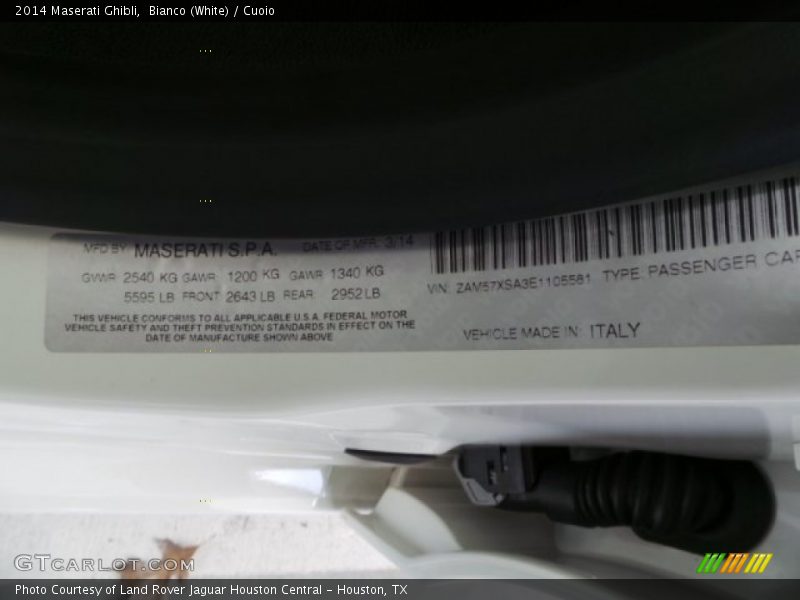 2014 Maserati Ghibli,  Bianco (White) / Cuoio
MFD BY MASERATI S.P.A. DATE OF MFR. 3/14
GVWR 2540 KG GAWR 1200 KG GAWR 1340 KG
5595 LB FRONT 2643 LB REAR 2952 LB
THIS VEHICLE CONFORMS TO ALL APPLICABLE U.S.A. FEDERAL MOTOR
VEHICLE SAFETY AND THEFT PREVENTION STANDARDS IN EFFECT ON THE
DATE OF MANUFACTURE SHOWN ABOVE
VIN: ZAM57XSA3E1105581 TYPE: PASSENGER CAR
VEHICLE MADE IN: ITALY
GTcarlot.com
Photo Courtesy of Land Rover Jaguar Houston Central - Houston, TX